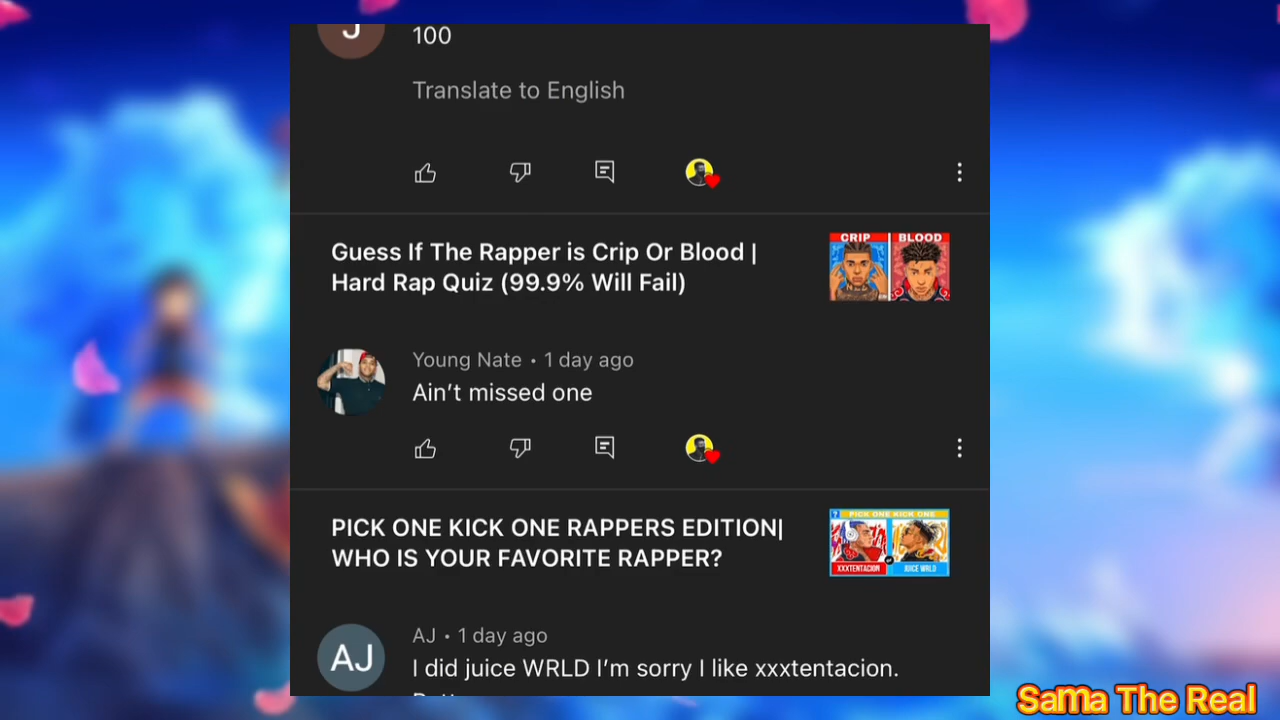 J
100
Translate to English
Guess If The Rapper is Crip Or Blood |
Hard Rap Quiz (99.9% Will Fail)
CRIP BLOOD
Young Nate • 1 day ago
Ain’t missed one
PICK ONE KICK ONE RAPPERS EDITION|
WHO IS YOUR FAVORITE RAPPER?
PICK ONE KICK ONE
XXXTENTACION JUICE WRLD
AJ
AJ • 1 day ago
I did juice WRLD I’m sorry I like xxxtentacion.
Sama The Real